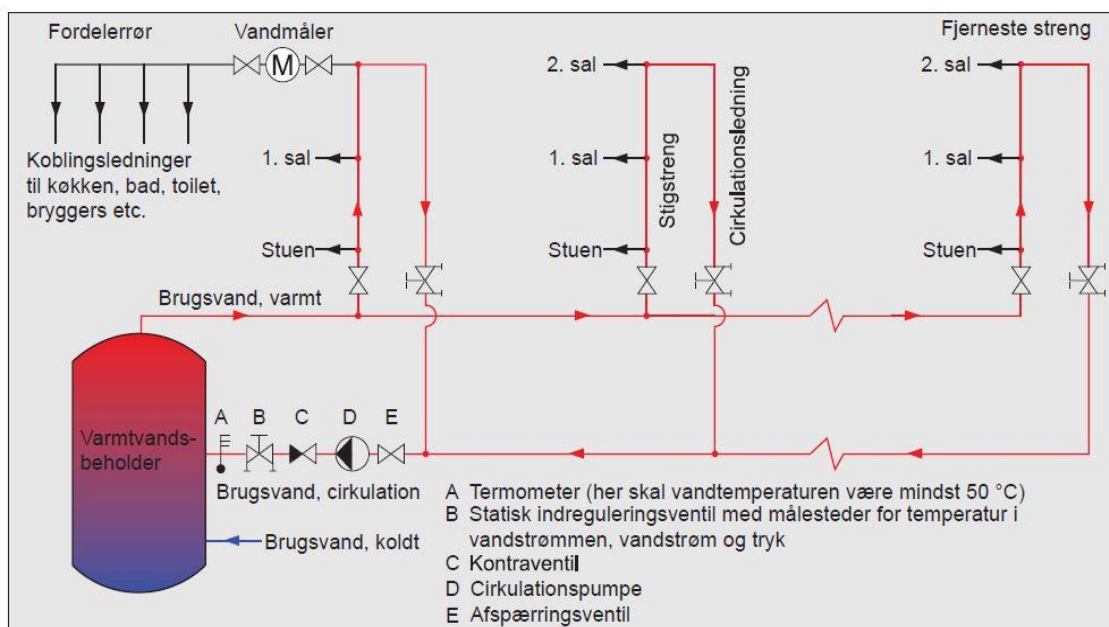 Fordelerrør
Vandmåler
Fjerneste streng
M
2. sal
2. sal
Koblingsledninger
til køkken, bad, toilet,
bryggers etc.
1. sal
1. sal
1. sal
Stigstreng
Cirkulationsledning
Stuen
Stuen
Stuen
Brugsvand, varmt
A B C D E
Varmtvands-
beholder
Brugsvand, cirkulation
Brugsvand, koldt
A Termometer (her skal vandtemperaturen være mindst 50 °C)
B Statisk indreguleringsventil med målesteder for temperatur i
vandstrømmen, vandstrøm og tryk
C Kontraventil
D Cirkulationspumpe
E Afspærringsventil